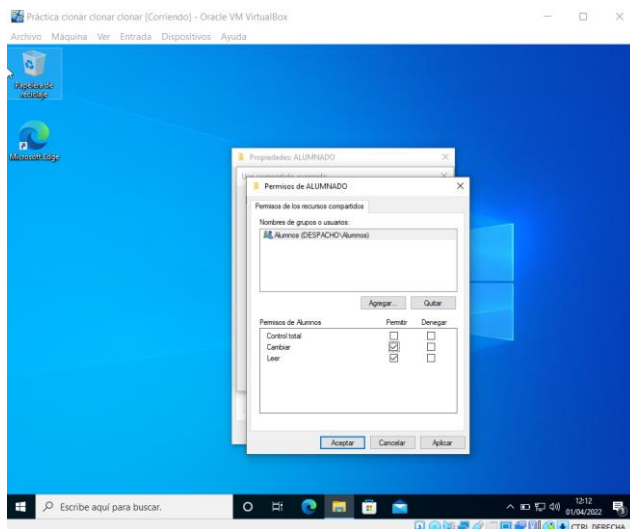 Práctica clonar clonar clonar [Corriendo] - Oracle VM VirtualBox
Archivo Máquina Ver Entrada Dispositivos Ayuda
Papelera de
reciclaje
Microsoft Edge
Propiedades: ALUMNADO
Permisos de ALUMNADO
Permisos de los recursos compartidos
Nombres de grupos o usuarios:
Alumnos (DESPACHO\Alumnos)
Agregar... Quitar
Permisos de Alumnos Permitir Denegar
Control total
Cambiar
Leer
Aceptar Cancelar Aplicar
Escribe aquí para buscar.
12:12
01/04/2022
CTRL DERECHA